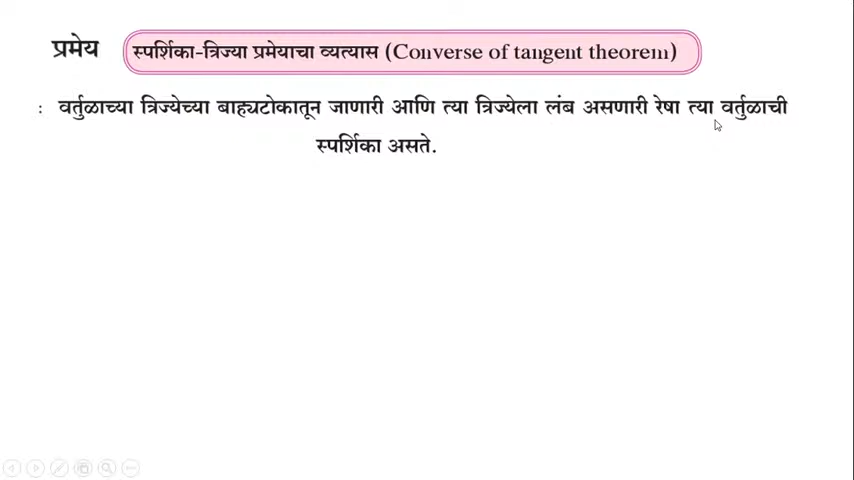 प्रमेय स्पर्शिका-त्रिज्या प्रमेयाचा व्यत्यास (Converse of tangent theorem)
: वर्तुळाच्या त्रिज्येच्या बाह्यटोकातून जाणारी आणि त्या त्रिज्येला लंब असणारी रेषा त्या वर्तुळाची
स्पर्शिका असते.